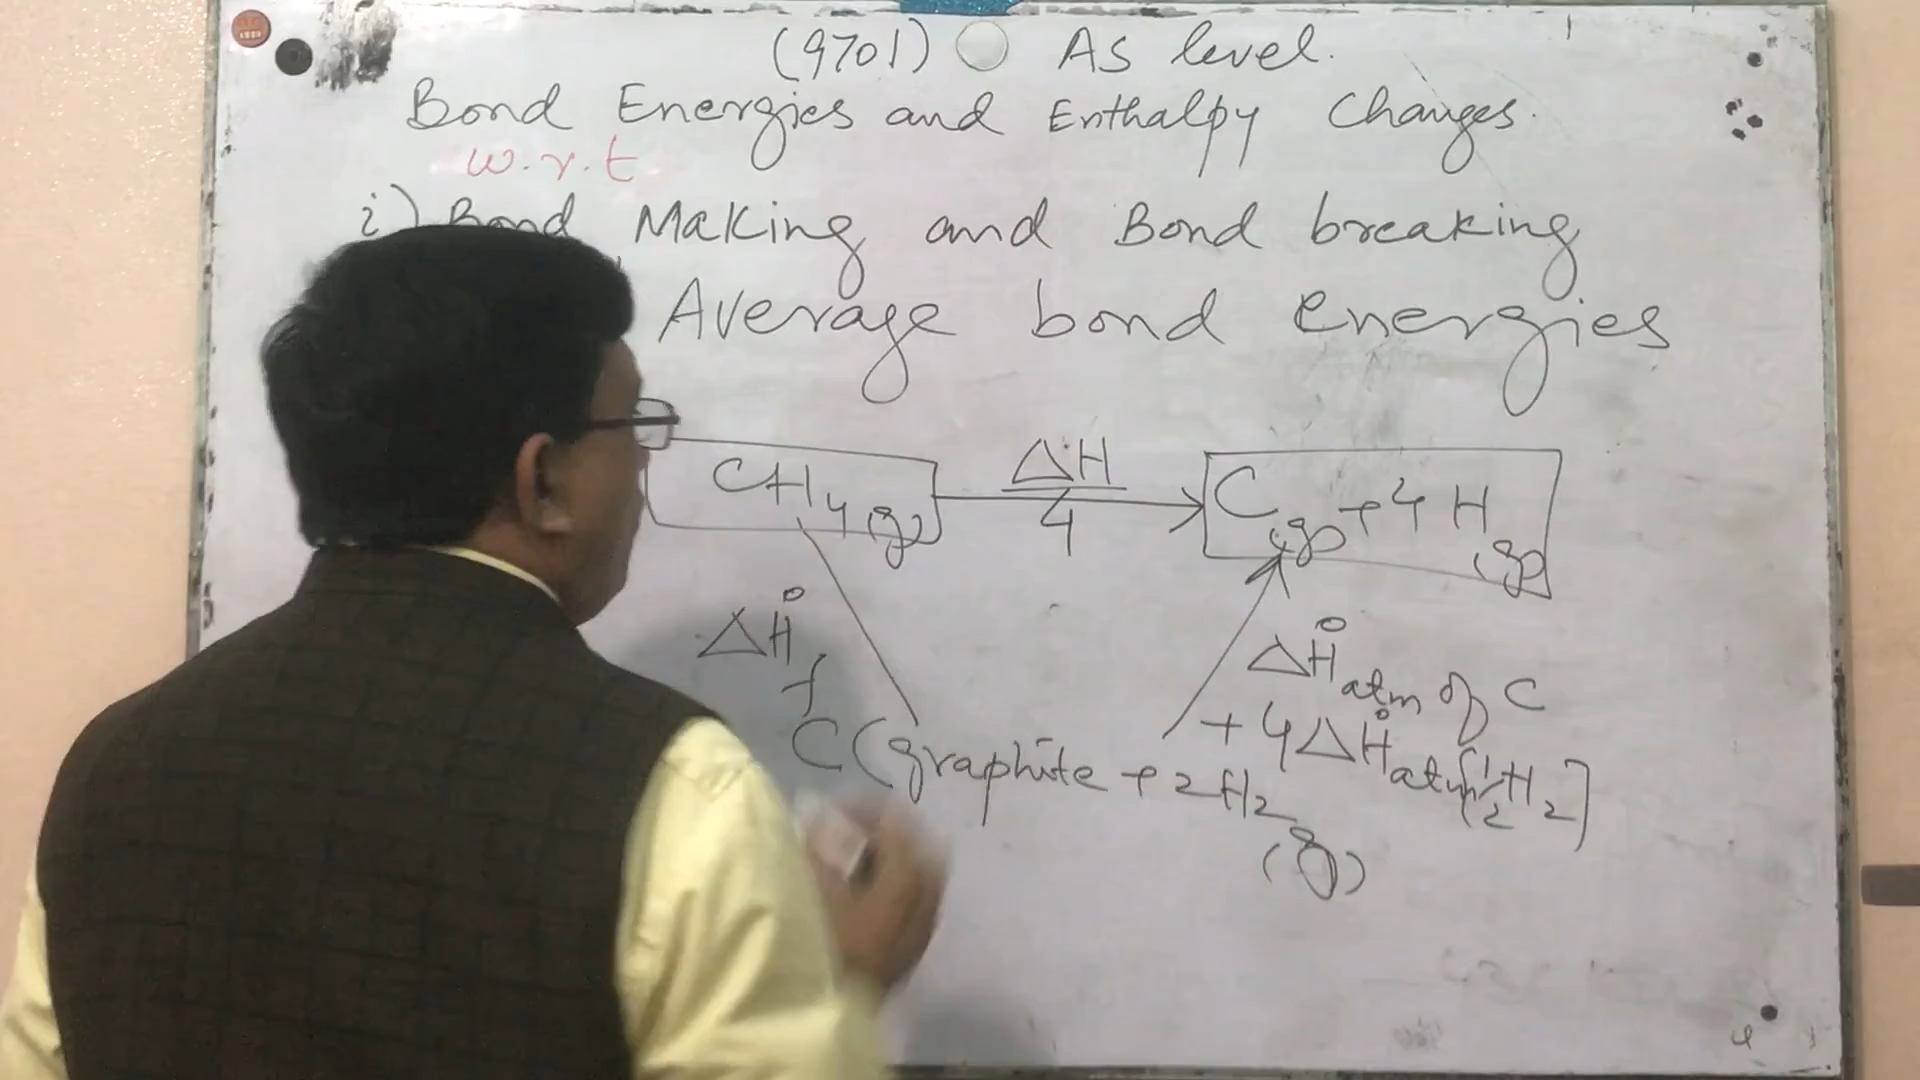 (9701) As level.
Bond Energies and Enthalpy Changes.
w.r.t
i) Bond Making and Bond breaking
Average bond energies
CH4(g) ΔH/4 C(g) + 4H(g)
ΔH°f
ΔH°atm of C
+ 4ΔH°atm[1/2H2]
C(graphite + 2H2
(g)